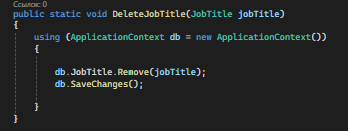 Ссылок: 0
public static void DeleteJobTitle(JobTitle jobTitle)
{
using (ApplicationContext db = new ApplicationContext())
{
db.JobTitle.Remove(jobTitle);
db.SaveChanges();
}
}